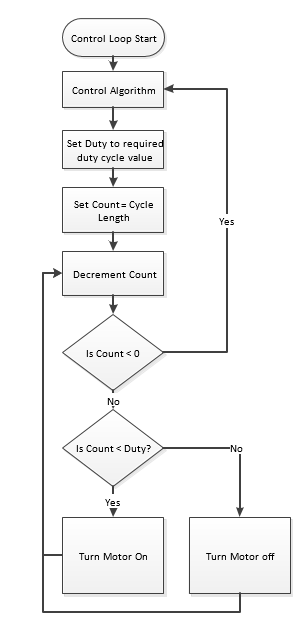 Control Loop Start
Control Algorithm
Set Duty to required
duty cycle value
Set Count= Cycle
Length
Yes
Decrement Count
Is Count < 0
No
Is Count < Duty?
No
Yes
Turn Motor On
Turn Motor off